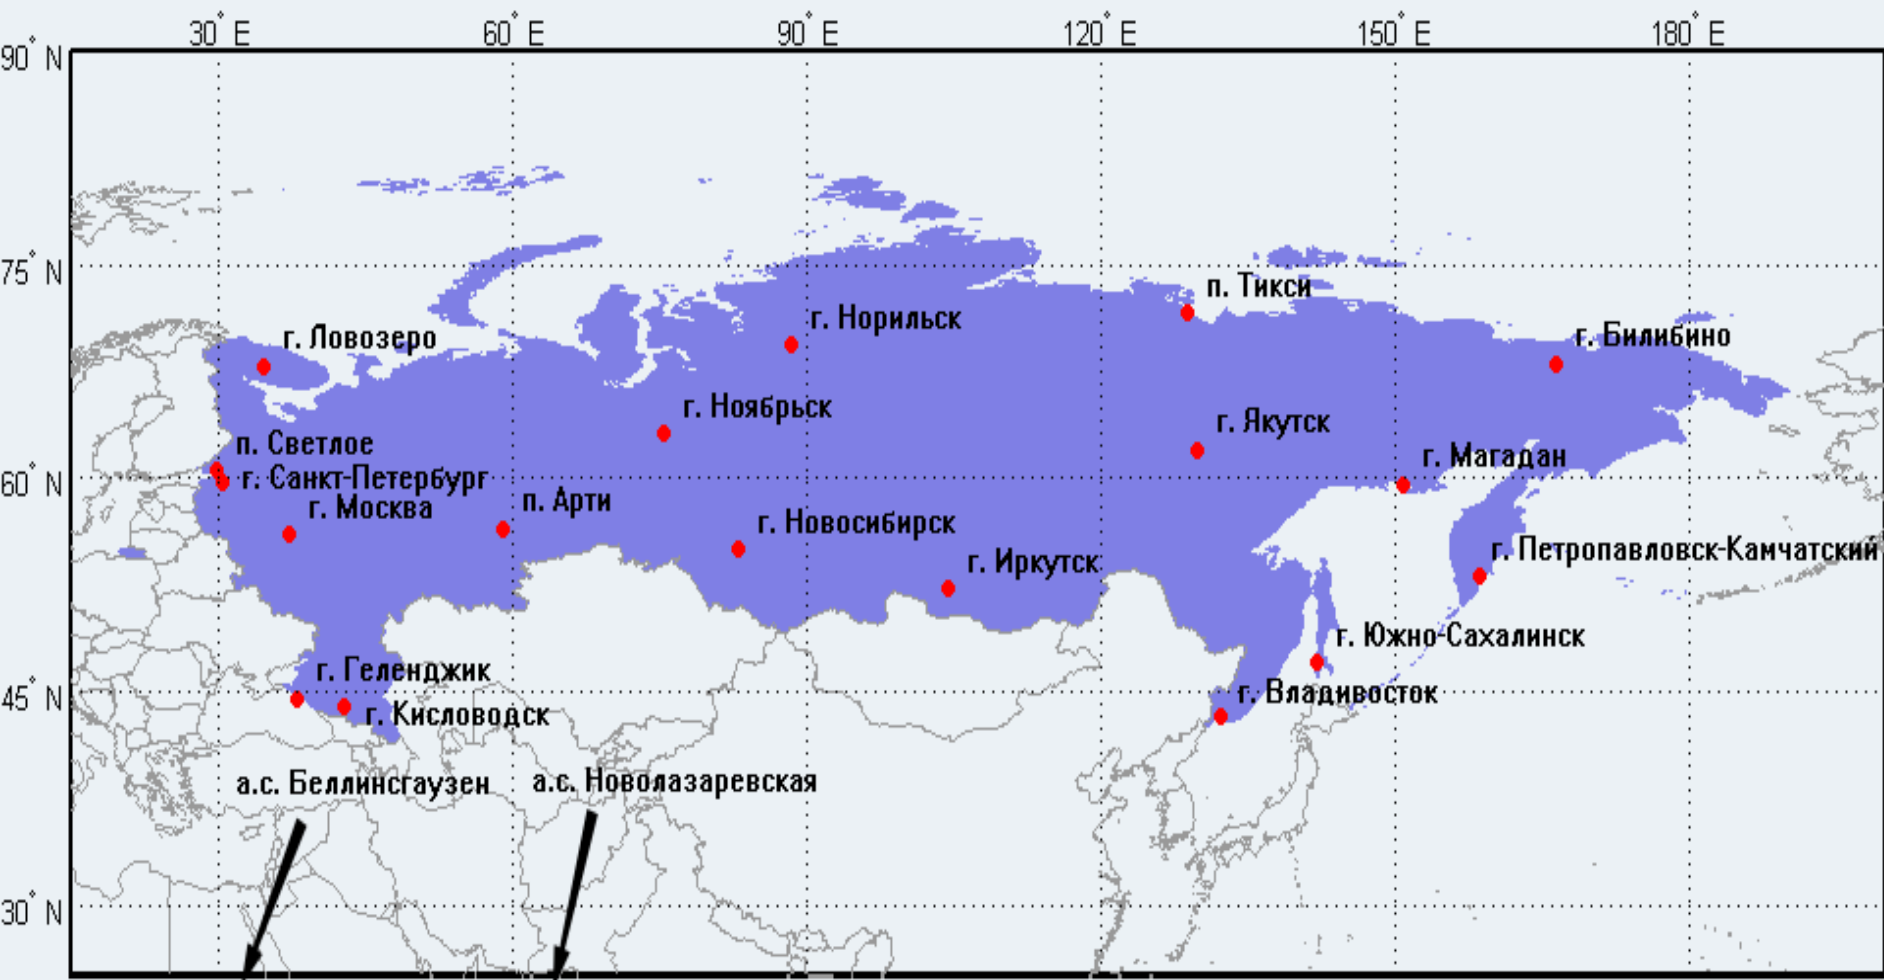 30° E 60° E 90° E 120° E 150° E 180° E
90° N
75° N
п. Тикси
г. Норильск
г. Ловозеро
г. Билибино
г. Ноябрьск
г. Якутск
п. Светлое
г. Магадан
60° N
г. Санкт-Петербург
г. Москва
п. Арти
г. Новосибирск
г. Петропавловск-Камчатский
г. Иркутск
г. Южно-Сахалинск
г. Геленджик
45° N
г. Владивосток
г. Кисловодск
а.с. Беллинсгаузен
а.с. Новолазаревская
30° N